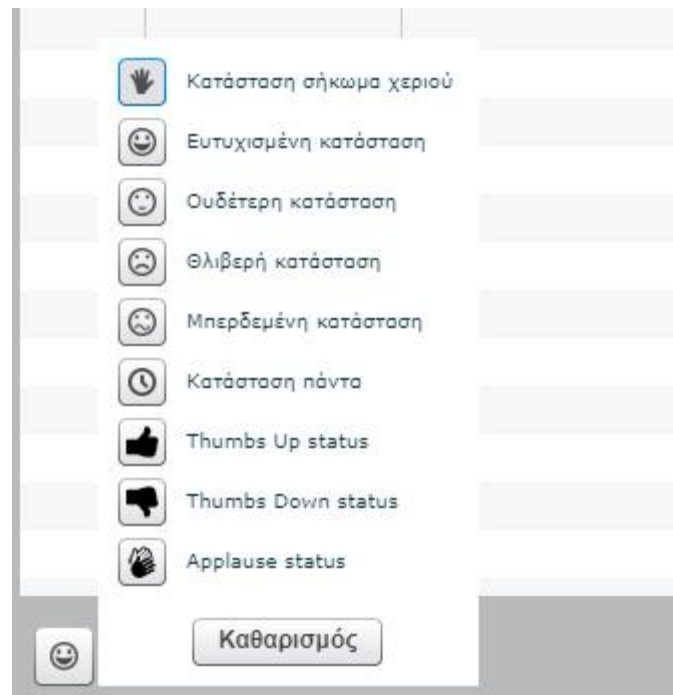 Κατάσταση σήκωμα χεριού
Ευτυχισμένη κατάσταση
Ουδέτερη κατάσταση
Θλιβερή κατάσταση
Μπερδεμένη κατάσταση
Κατάσταση πάντα
Thumbs Up status
Thumbs Down status
Applause status
Καθαρισμός